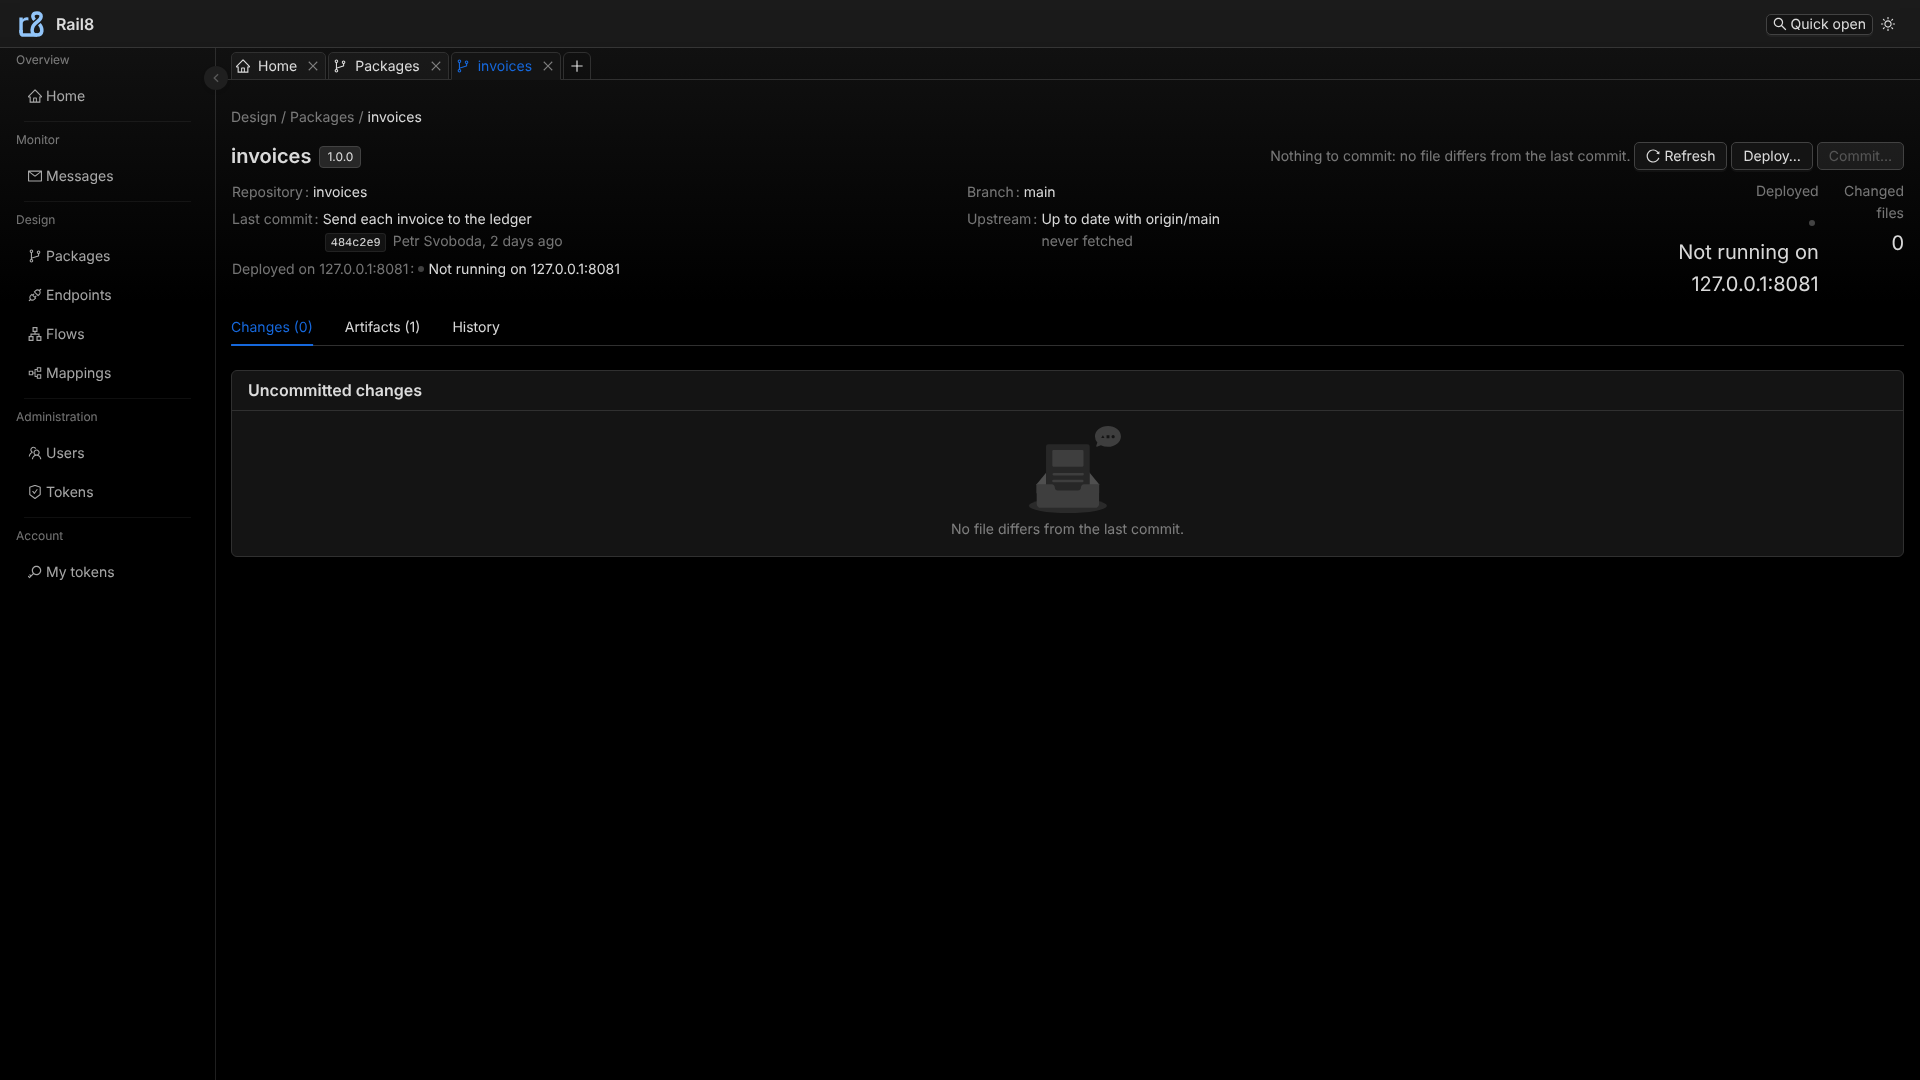 Rail8
Quick open
Overview
Home
Monitor
Messages
Design
Packages
Endpoints
Flows
Mappings
Administration
Users
Tokens
Account
My tokens
Home
Packages
invoices
Design / Packages / invoices
invoices 1.0.0
Nothing to commit: no file differs from the last commit. Refresh Deploy... Commit...
Repository: invoices
Branch: main
Last commit: Send each invoice to the ledger
484c2e9 Petr Svoboda, 2 days ago
Upstream: Up to date with origin/main
never fetched
Deployed on 127.0.0.1:8081: Not running on 127.0.0.1:8081
Deployed
Not running on
127.0.0.1:8081
Changed
files
0
Changes (0) Artifacts (1) History
Uncommitted changes
No file differs from the last commit.